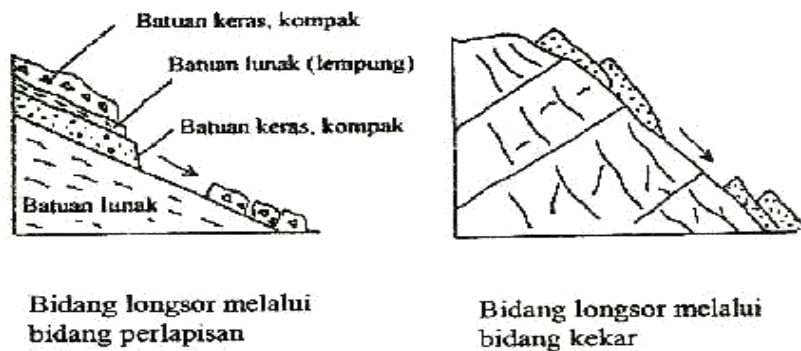 Batuan keras, kompak
Batuan lunak (lempung)
Batuan keras, kompak
Batuan lunak
Bidang longsor melalui
bidang perlapisan
Bidang longsor melalui
bidang kekar